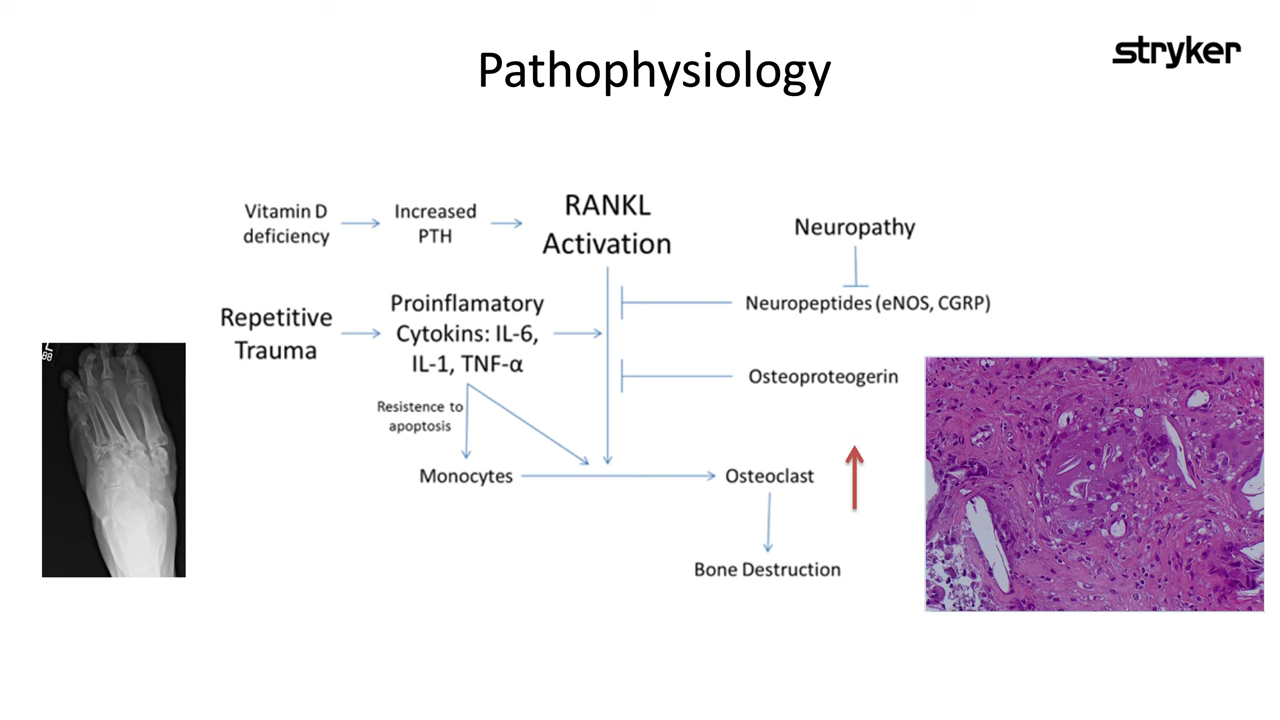 stryker
Pathophysiology
Vitamin D
deficiency
Increased
PTH
RANKL
Activation
Neuropathy
Neuropeptides (eNOS, CGRP)
Repetitive
Trauma
Proinflamatory
Cytokins: IL-6,
IL-1, TNF-α
Osteoproteogerin
Resistence to
apoptosis
Monocytes
Osteoclast
Bone Destruction
L
BB